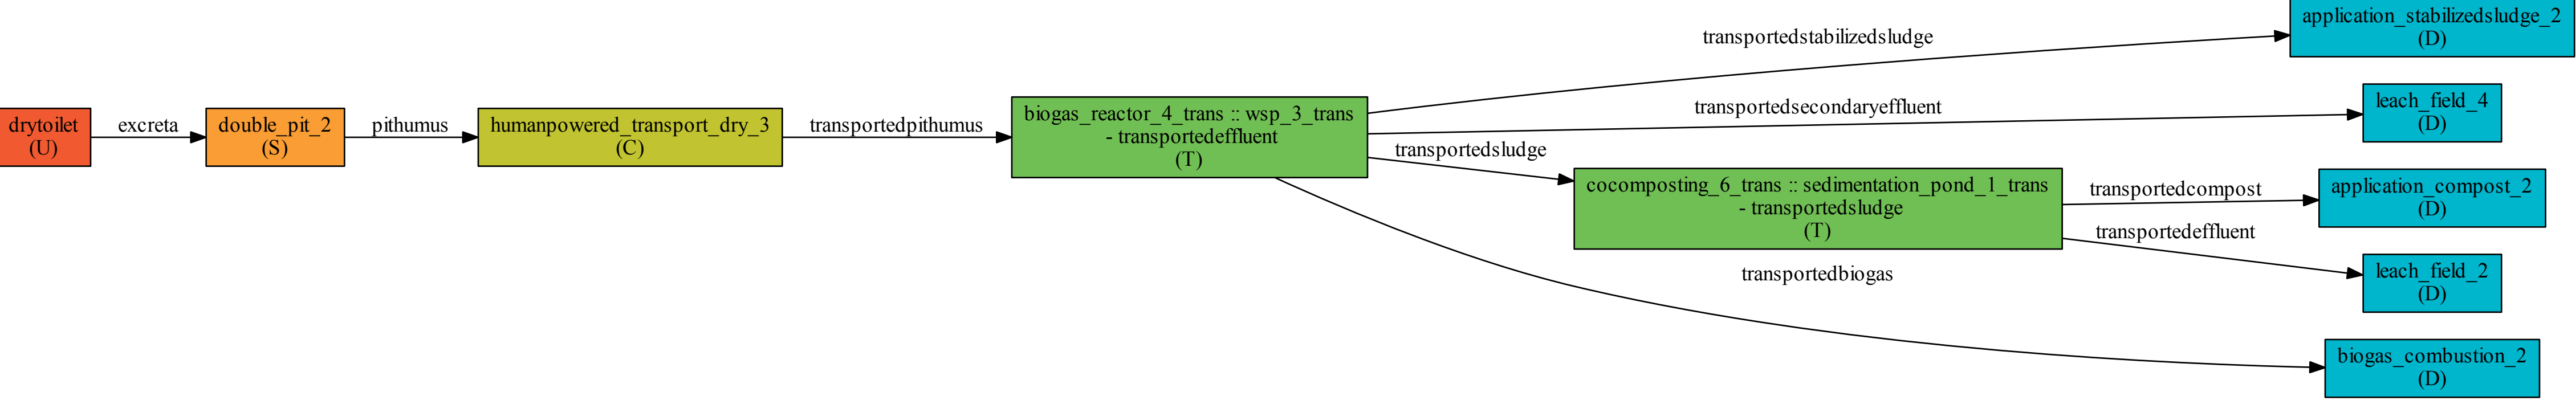 drytoilet
(U)
excreta
double_pit_2
(S)
pithumus
humanpowered_transport_dry_3
(C)
transportedpithumus
biogas_reactor_4_trans :: wsp_3_trans
- transportedeffluent
(T)
transportedstabilizedsludge
transportedsecondaryeffluent
transportedsludge
transportedbiogas
cocomposting_6_trans :: sedimentation_pond_1_trans
- transportedsludge
(T)
transportedcompost
transportedeffluent
application_stabilizedsludge_2
(D)
leach_field_4
(D)
application_compost_2
(D)
leach_field_2
(D)
biogas_combustion_2
(D)